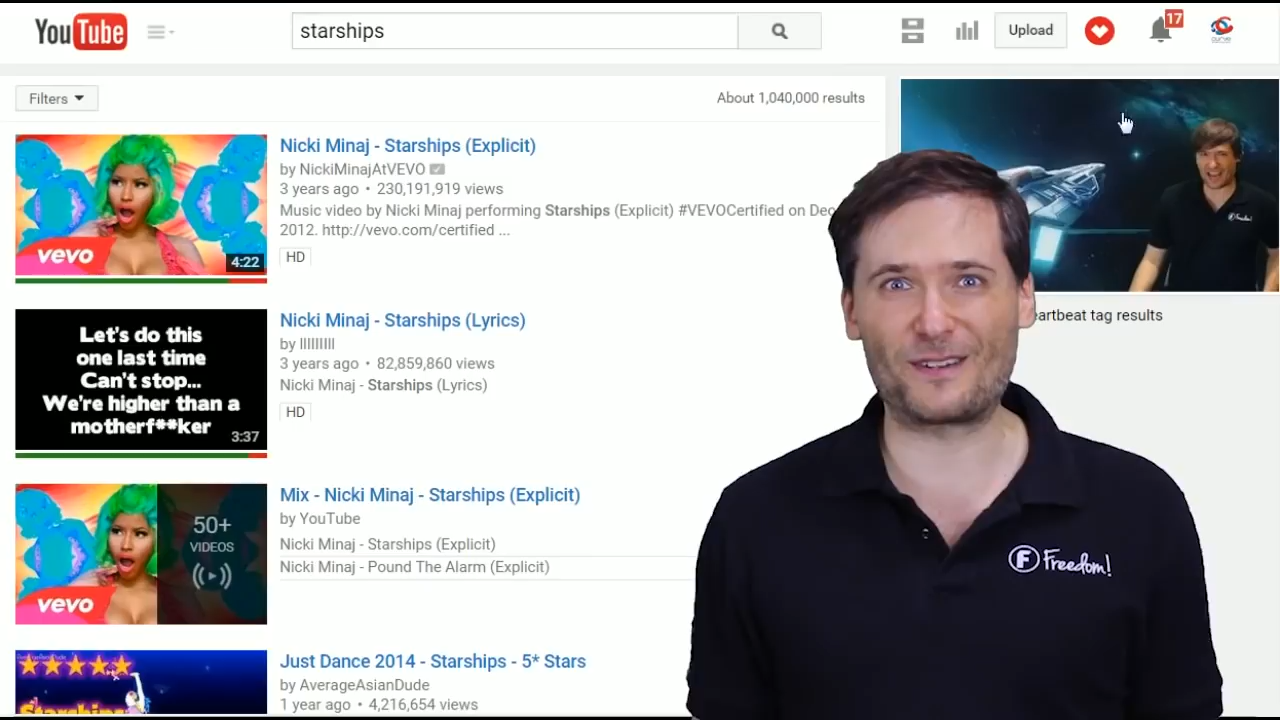 YouTube
starships
Upload
17
curve
Filters
About 1,040,000 results
Nicki Minaj - Starships (Explicit)
by NickiMinajAtVEVO
3 years ago • 230,191,919 views
Music video by Nicki Minaj performing Starships (Explicit) #VEVOCertified on Dec
2012. http://vevo.com/certified ...
HD
vevo
4:22
Let's do this
one last time
Can't stop...
We're higher than a
motherf**ker
3:37
Nicki Minaj - Starships (Lyrics)
by IIIIIIIII
3 years ago • 82,859,860 views
Nicki Minaj - Starships (Lyrics)
HD
50+
VIDEOS
vevo
Mix - Nicki Minaj - Starships (Explicit)
by YouTube
Nicki Minaj - Starships (Explicit)
Nicki Minaj - Pound The Alarm (Explicit)
Starships
Just Dance 2014 - Starships - 5* Stars
by AverageAsianDude
1 year ago • 4,216,654 views
Freedom!
eartbeat tag results
F Freedom!